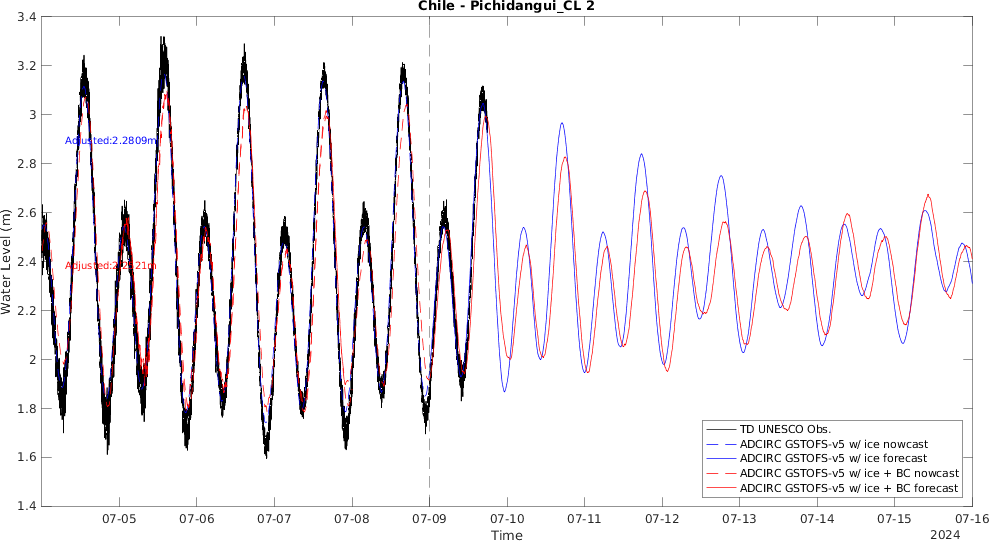 Chile - Pichidangui_CL 2
3.4
3.2
3
2.8
2.6
2.4
2.2
2
1.8
1.6
1.4
Water Level (m)
Adjusted:2.2809m
07-05
07-06
07-07
07-08
07-09
07-10
07-11
07-12
07-13
07-14
07-15
07-16
Time
2024
TD UNESCO Obs.
ADCIRC GSTOFS-v5 w/ ice nowcast
ADCIRC GSTOFS-v5 w/ ice forecast
ADCIRC GSTOFS-v5 w/ ice + BC nowcast
ADCIRC GSTOFS-v5 w/ ice + BC forecast